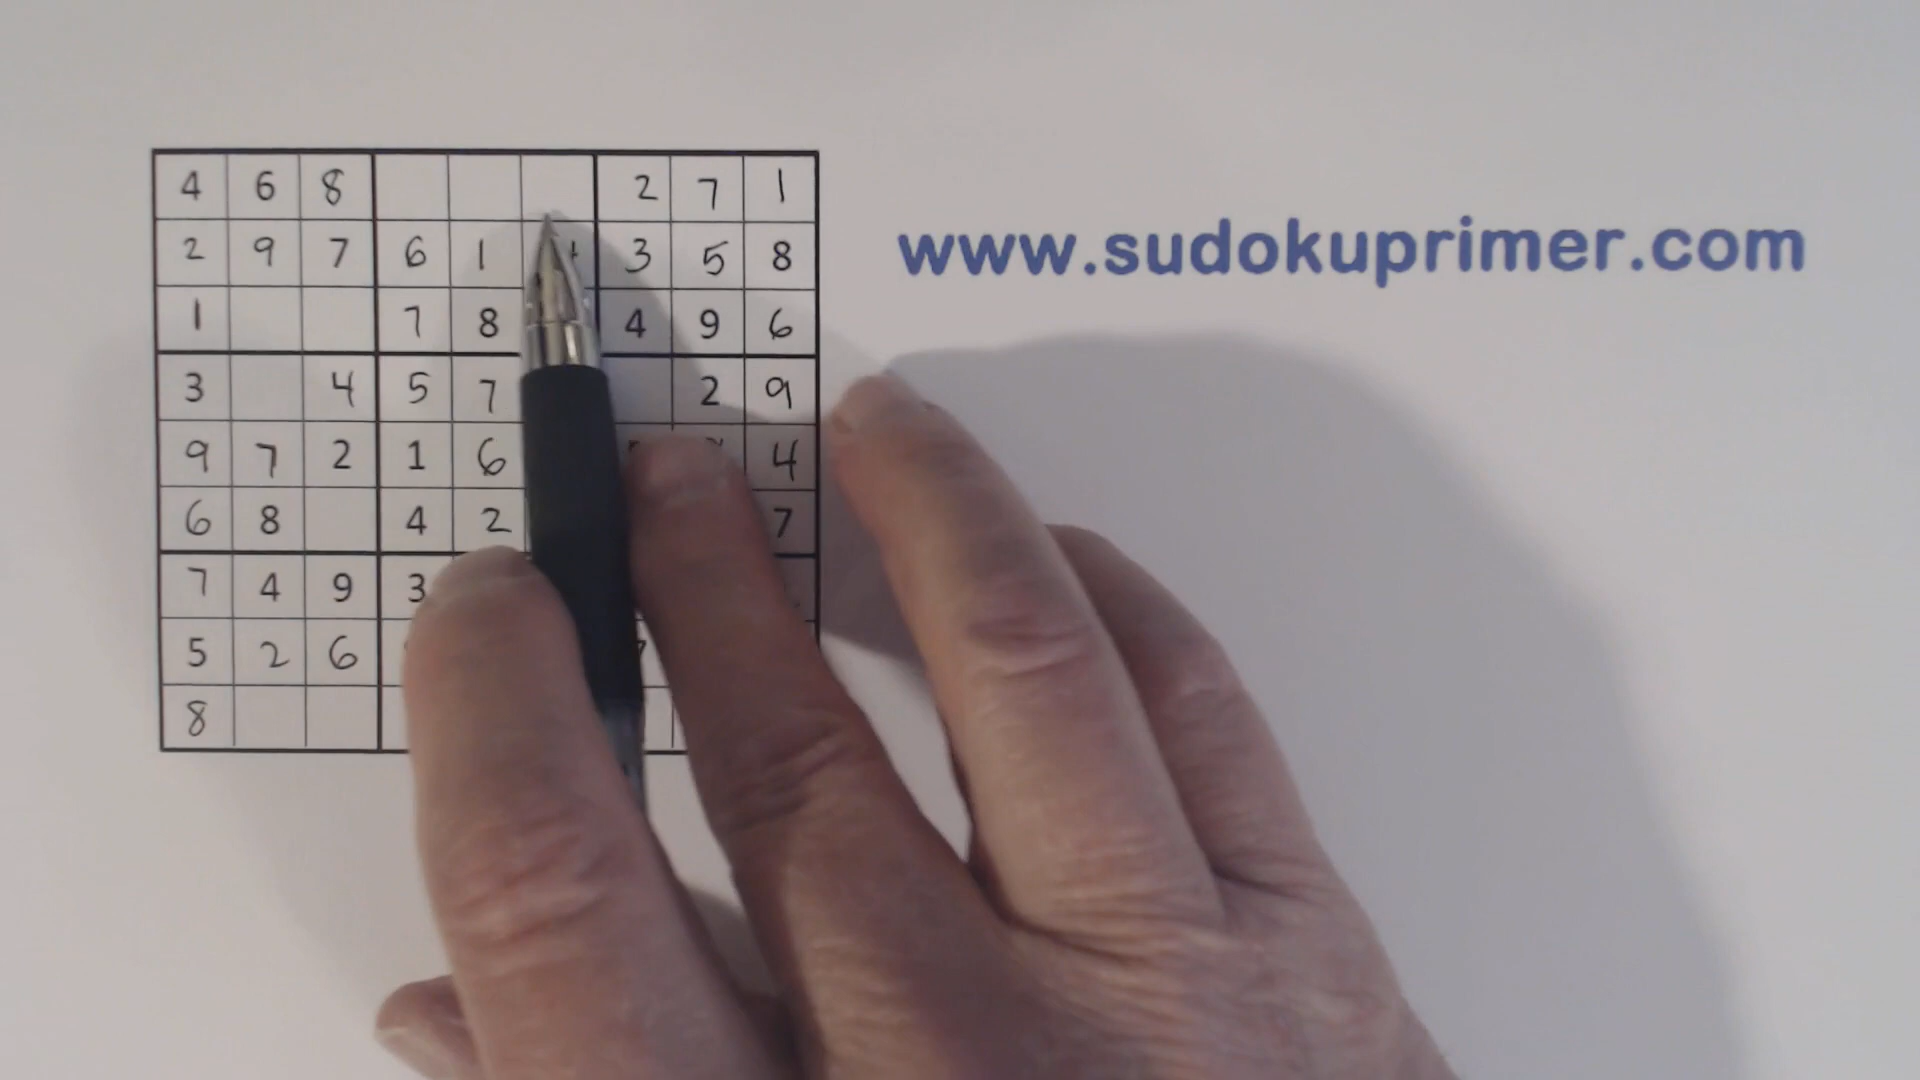 4 6 8 2 7 1
www.sudokuprimer.com
2 9 7 6 1 3 5 8
1 7 8 4 9 6
3 4 5 7 2 9
9 7 2 1 6 4
6 8 4 2 7
7 4 9 3
5 2 6
8